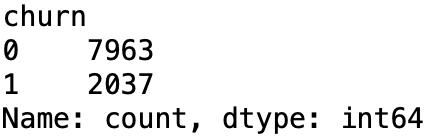 churn
0    7963
1    2037
Name: count, dtype: int64